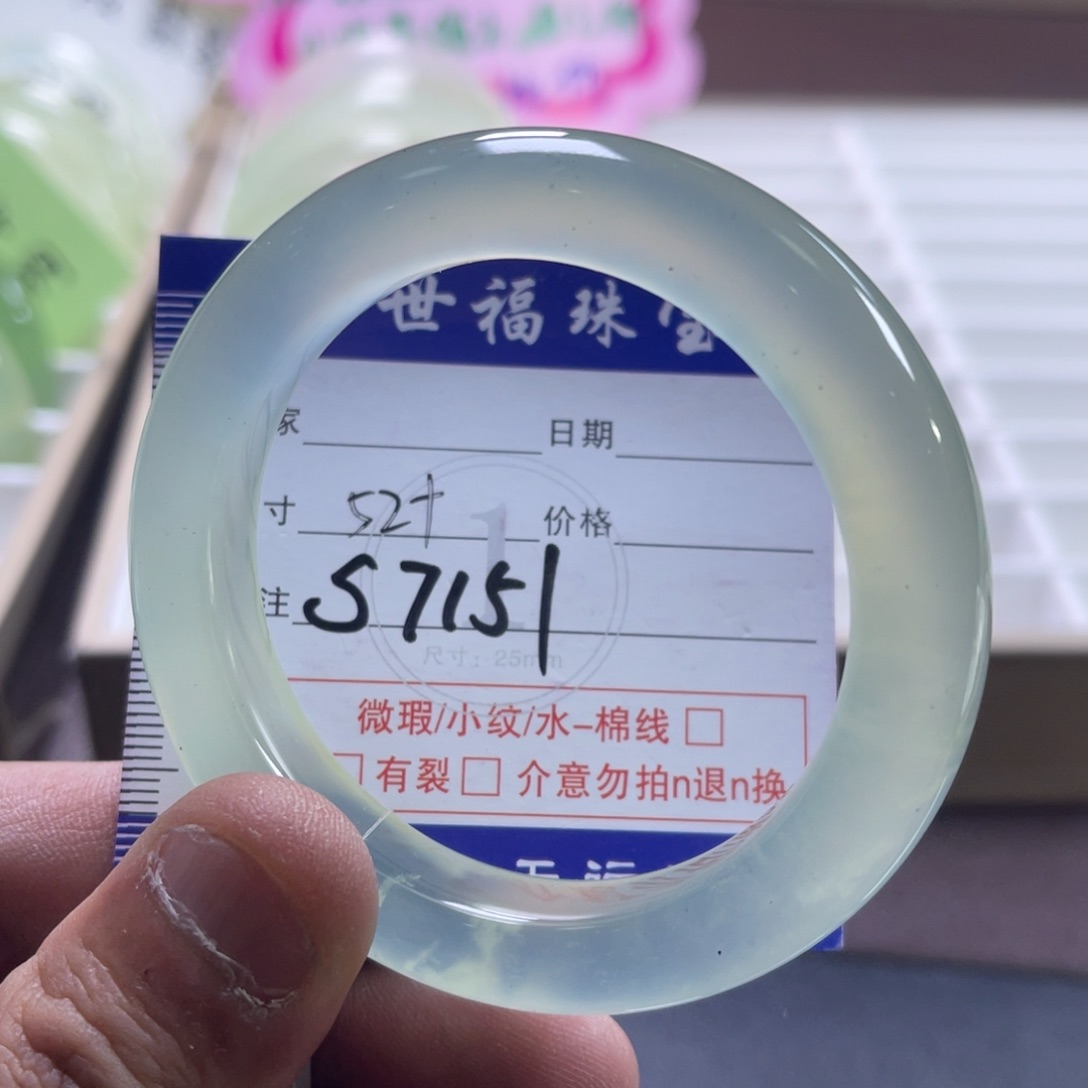 世福珠宝
家 日期
寸 52+ 价格
注 S7151
尺寸：25mm
微瑕/小纹/水-棉线 □
□ 有裂 □ 介意勿拍n退n换